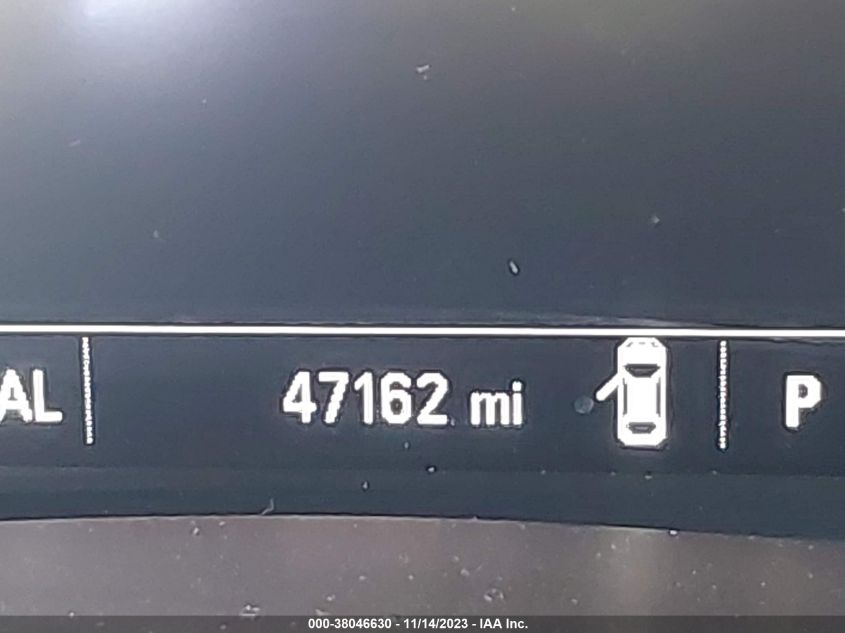 AL 47162 mi P
000-38046630 - 11/14/2023 - IAA Inc.